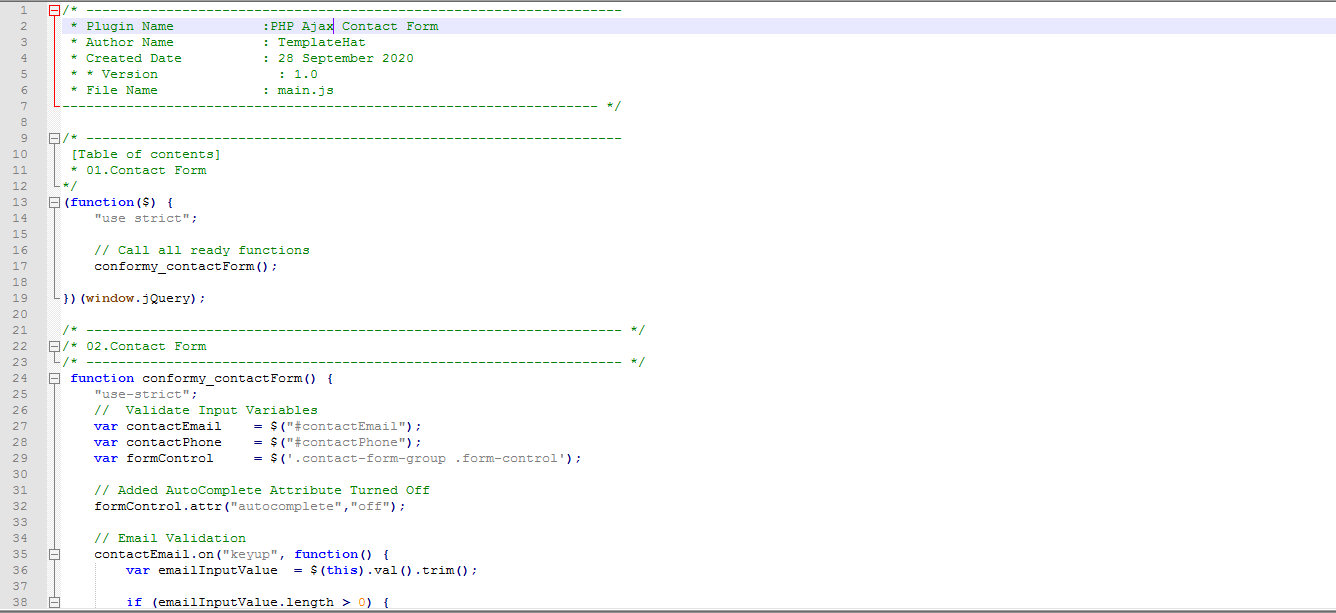 1 /* -------------------------------------------------------------------
2  * Plugin Name           :PHP Ajax Contact Form
3  * Author Name           : TemplateHat
4  * Created Date          : 28 September 2020
5  * * Version               : 1.0
6  * File Name             : main.js
7 ------------------------------------------------------------------- */
8
9 /* -------------------------------------------------------------------
10  [Table of contents]
11  * 01.Contact Form
12 */
13 (function($) {
14     "use strict";
15
16     // Call all ready functions
17     conformy_contactForm();
18
19 })(window.jQuery);
20
21 /* ------------------------------------------------------------------- */
22 /* 02.Contact Form
23 /* ------------------------------------------------------------------- */
24  function conformy_contactForm() {
25     "use-strict";
26     //  Validate Input Variables
27     var contactEmail    = $("#contactEmail");
28     var contactPhone    = $("#contactPhone");
29     var formControl     = $('.contact-form-group .form-control');
30
31     // Added AutoComplete Attribute Turned Off
32     formControl.attr("autocomplete","off");
33
34     // Email Validation
35     contactEmail.on("keyup", function() {
36         var emailInputValue  = $(this).val().trim();
37
38         if (emailInputValue.length > 0) {